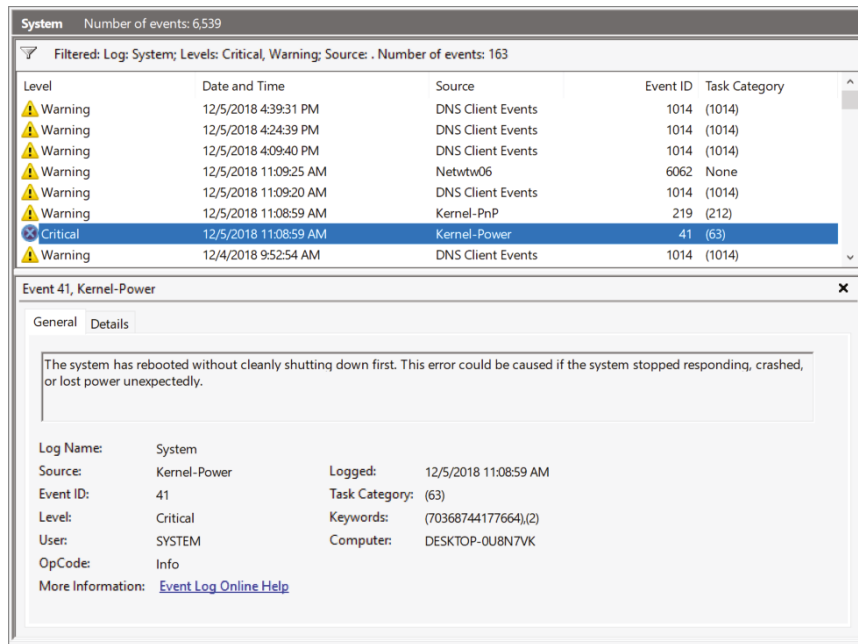 System Number of events: 6,539
Filtered: Log: System; Levels: Critical, Warning; Source: . Number of events: 163
Level Date and Time Source Event ID Task Category
Warning 12/5/2018 4:39:31 PM DNS Client Events 1014 (1014)
Warning 12/5/2018 4:24:39 PM DNS Client Events 1014 (1014)
Warning 12/5/2018 4:09:40 PM DNS Client Events 1014 (1014)
Warning 12/5/2018 11:09:25 AM Netwtw06 6062 None
Warning 12/5/2018 11:09:20 AM DNS Client Events 1014 (1014)
Warning 12/5/2018 11:08:59 AM Kernel-PnP 219 (212)
Critical 12/5/2018 11:08:59 AM Kernel-Power 41 (63)
Warning 12/4/2018 9:52:54 AM DNS Client Events 1014 (1014)
Event 41, Kernel-Power
General Details
The system has rebooted without cleanly shutting down first. This error could be caused if the system stopped responding, crashed,
or lost power unexpectedly.
Log Name: System
Source: Kernel-Power Logged: 12/5/2018 11:08:59 AM
Event ID: 41 Task Category: (63)
Level: Critical Keywords: (70368744177664),(2)
User: SYSTEM Computer: DESKTOP-0U8N7VK
OpCode: Info
More Information: Event Log Online Help